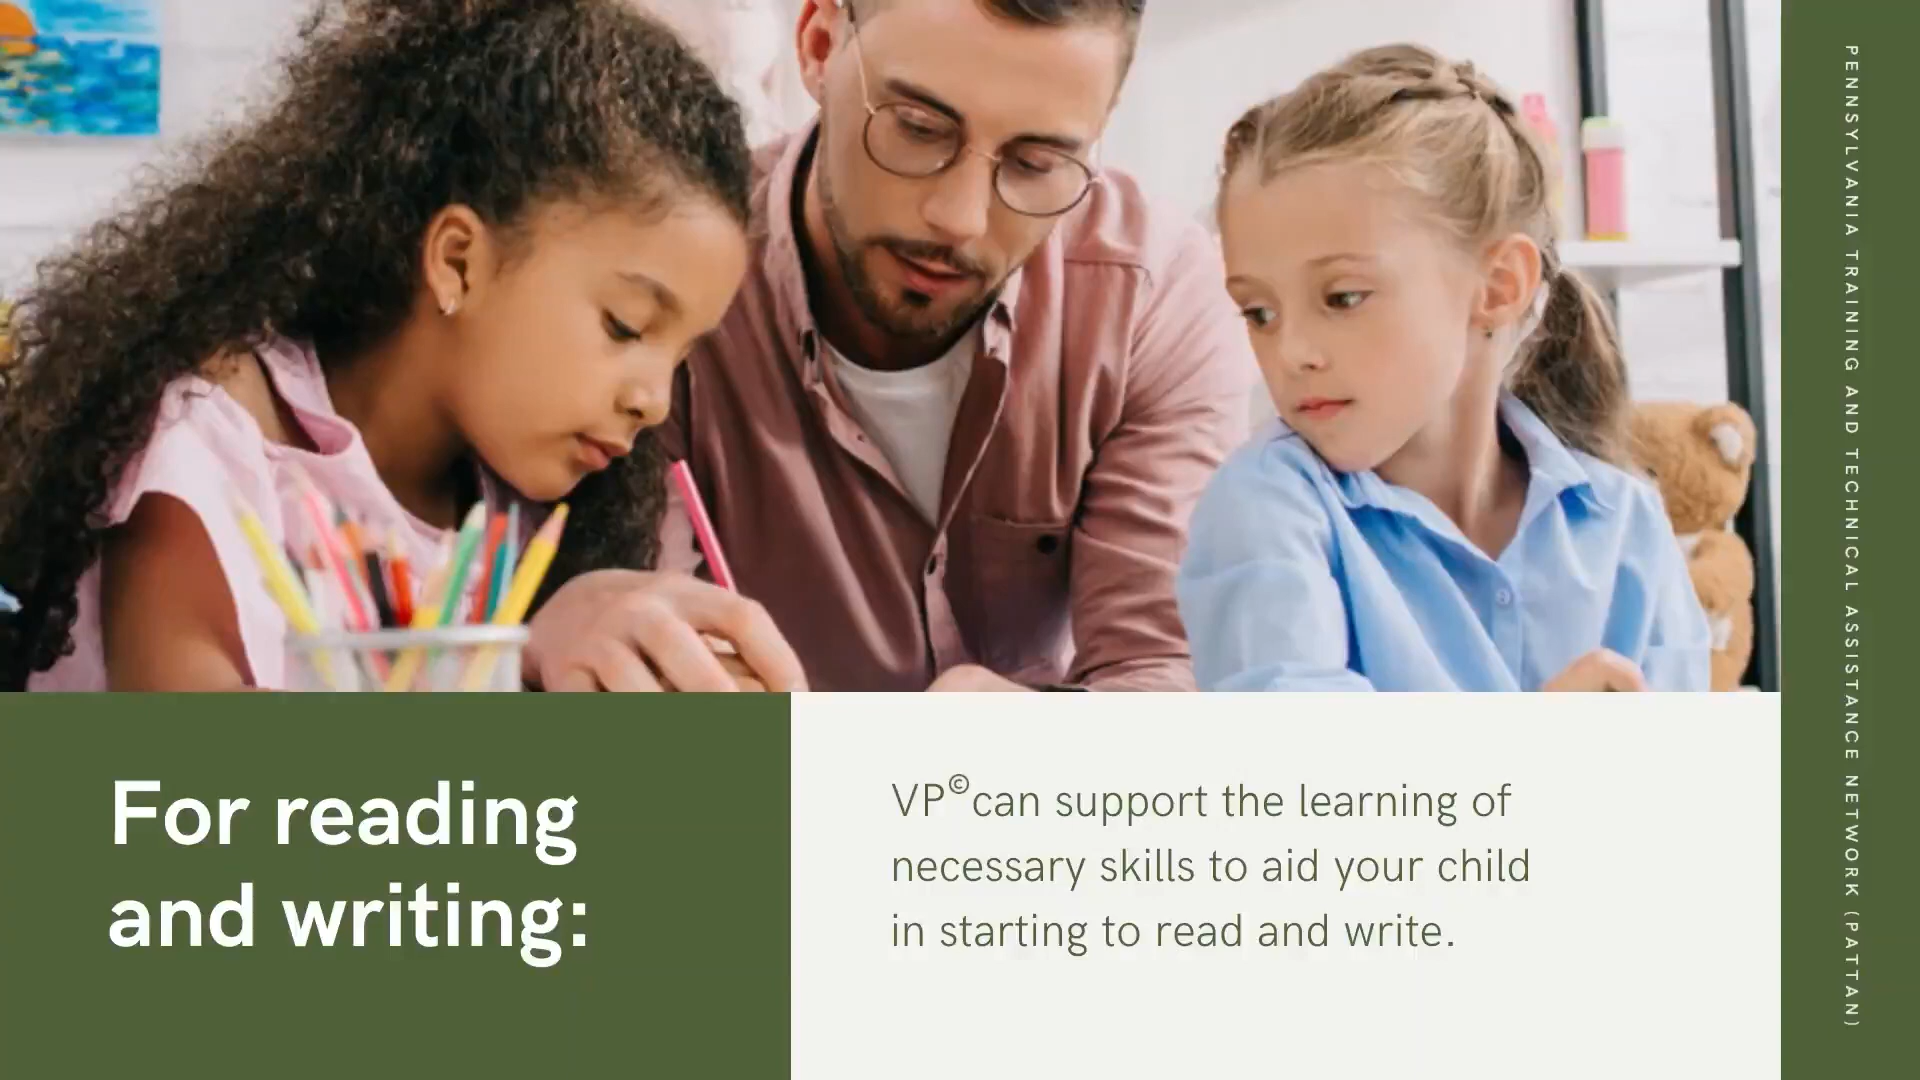 For reading
and writing:
VP©can support the learning of
necessary skills to aid your child
in starting to read and write.
PENNSYLVANIA TRAINING AND TECHNICAL ASSISTANCE NETWORK (PATTAN)